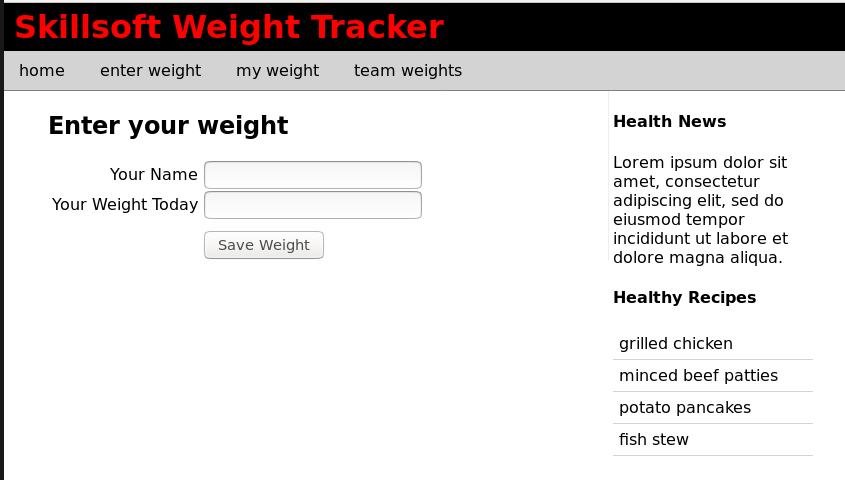 Skillsoft Weight Tracker
home enter weight my weight team weights
Enter your weight
Your Name
Your Weight Today
Save Weight
Health News
Lorem ipsum dolor sit
amet, consectetur
adipiscing elit, sed do
eiusmod tempor
incididunt ut labore et
dolore magna aliqua.
Healthy Recipes
grilled chicken
minced beef patties
potato pancakes
fish stew